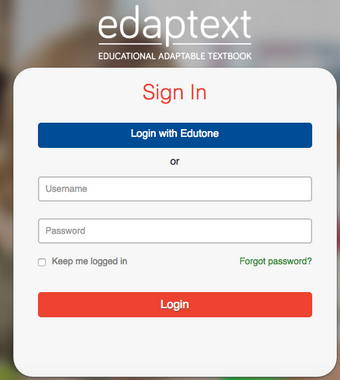 edaptext
EDUCATIONAL ADAPTABLE TEXTBOOK
Sign In
Login with Edutone
or
Username
Password
Keep me logged in
Forgot password?
Login